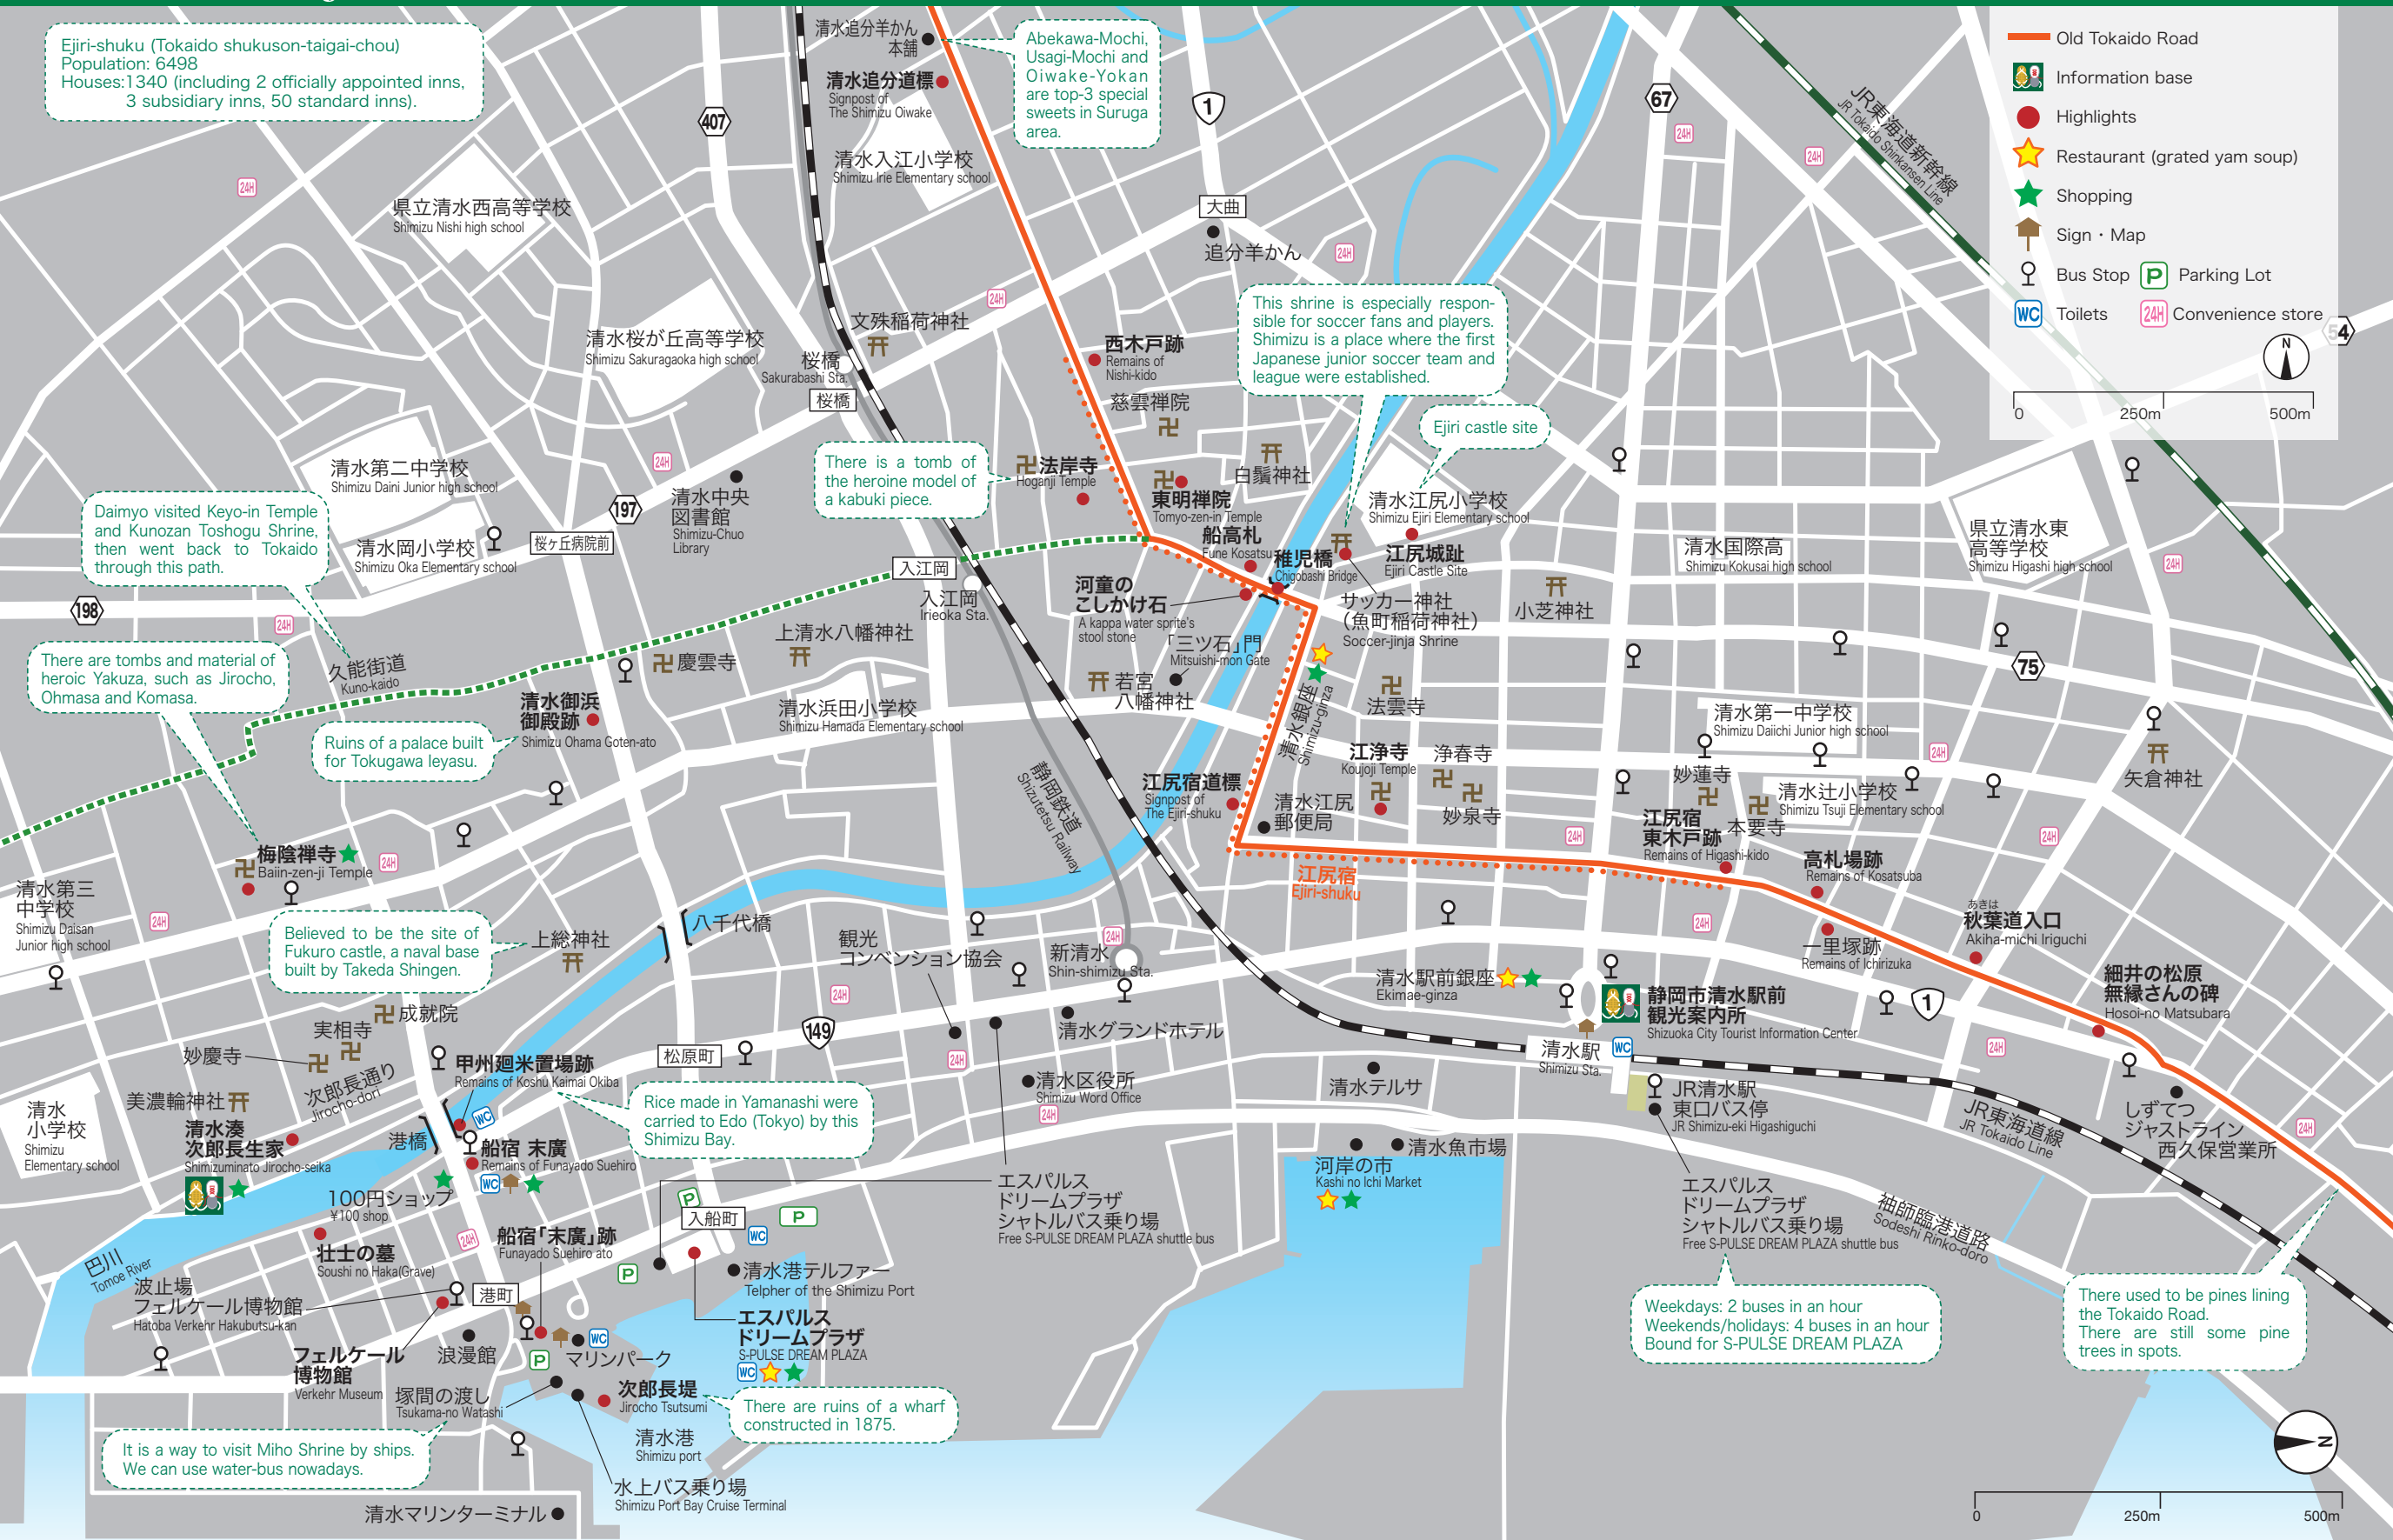 Ejiri-shuku (Tokaido shukuson-taigai-chou)
Population: 6498
Houses:1340 (including 2 officially appointed inns,
3 subsidiary inns, 50 standard inns).
清水追分羊かん
本舗
清水追分道標
Signpost of
The Shimizu Oiwake
Abekawa-Mochi,
Usagi-Mochi and
Oiwake-Yokan
are top-3 special
sweets in Suruga
area.
407
1
67
JR東海道新幹線
JR Tokaido Shinkansen Line
Old Tokaido Road
Information base
Highlights
Restaurant (grated yam soup)
Shopping
Sign・Map
Bus Stop
P
Parking Lot
WC
Toilets
24H
Convenience store
54
N
0
250m
500m
24H
24H
24H
24H
24H
清水入江小学校
Shimizu Irie Elementary school
県立清水西高等学校
Shimizu Nishi high school
大曲
追分羊かん
文殊稲荷神社
清水桜が丘高等学校
Shimizu Sakuragaoka high school
桜橋
Sakurabashi Sta.
桜橋
西木戸跡
Remains of
Nishi-kido
慈雲禅院
This shrine is especially respon-
sible for soccer fans and players.
Shimizu is a place where the first
Japanese junior soccer team and
league were established.
Ejiri castle site
清水第二中学校
Shimizu Daini Junior high school
24H
清水中央
図書館
Shimizu-Chuo
Library
There is a tomb of
the heroine model of
a kabuki piece.
法岸寺
Hoganji Temple
白鬚神社
東明禅院
Tomyo-zen-in Temple
清水江尻小学校
Shimizu Ejiri Elementary school
船高札
Fune Kosatsu
稚児橋
Chigobashi Bridge
江尻城趾
Ejiri Castle Site
Daimyo visited Keyo-in Temple
and Kunozan Toshogu Shrine,
then went back to Tokaido
through this path.
197
清水岡小学校
Shimizu Oka Elementary school
桜ヶ丘病院前
入江岡
入江岡
Irieoka Sta.
清水国際高
Shimizu Kokusai high school
県立清水東
高等学校
Shimizu Higashi high school
24H
198
24H
河童の
こしかけ石
A kappa water sprite's
stool stone
サッカー神社
(魚町稲荷神社)
Soccer-jinja Shrine
小芝神社
「三ツ石」門
Mitsuishi-mon Gate
There are tombs and material of
heroic Yakuza, such as Jirocho,
Ohmasa and Komasa.
久能街道
Kuno-kaido
上清水八幡神社
慶雲寺
若宮
八幡神社
75
清水御浜
御殿跡
Shimizu Ohama Goten-ato
Ruins of a palace built
for Tokugawa Ieyasu.
清水浜田小学校
Shimizu Hamada Elementary school
清水銀座
Shimizu-ginza
法雲寺
清水第一中学校
Shimizu Daiichi Junior high school
静岡鉄道
Shizutetsu Railway
江浄寺
Koujoji Temple
浄春寺
24H
矢倉神社
江尻宿道標
Signpost of
The Ejiri-shuku
清水江尻
郵便局
妙泉寺
妙蓮寺
清水辻小学校
Shimizu Tsuji Elementary school
江尻宿
東木戸跡
Remains of Higashi-kido
本要寺
24H
24H
梅陰禅寺
Baiin-zen-ji Temple
24H
高札場跡
Remains of Kosatsuba
江尻宿
Ejiri-shuku
清水第三
中学校
Shimizu Daisan
Junior high school
24H
Believed to be the site of
Fukuro castle, a naval base
built by Takeda Shingen.
上総神社
八千代橋
観光
コンベンション協会
24H
新清水
Shin-shimizu Sta.
24H
一里塚跡
Remains of Ichirizuka
あきは
秋葉道入口
Akiha-michi Iriguchi
清水駅前銀座
Ekimae-ginza
静岡市清水駅前
観光案内所
Shizuoka City Tourist Information Center
1
細井の松原
無縁さんの碑
Hosoi-no Matsubara
成就院
実相寺
妙慶寺
24H
149
清水グランドホテル
松原町
24H
清水駅
Shimizu Sta.
WC
24H
甲州廻米置場跡
Remains of Koshu Kaimai Okiba
次郎長通り
Jirocho-dori
美濃輪神社
清水
小学校
Shimizu
Elementary school
清水湊
次郎長生家
Shimizuminato Jirocho-seika
WC
港橋
Rice made in Yamanashi were
carried to Edo (Tokyo) by this
Shimizu Bay.
清水区役所
Shimizu Word Office
24H
清水テルサ
JR清水駅
東口バス停
JR Shimizu-eki Higashiguchi
JR東海道線
JR Tokaido Line
しずてつ
ジャストライン
西久保営業所
24H
船宿 末廣
Remains of Funayado Suehiro
WC
河岸の市
Kashi no Ichi Market
清水魚市場
100円ショップ
¥100 shop
P
入船町
P
WC
エスパルス
ドリームプラザ
シャトルバス乗り場
Free S-PULSE DREAM PLAZA shuttle bus
エスパルス
ドリームプラザ
シャトルバス乗り場
Free S-PULSE DREAM PLAZA shuttle bus
袖師臨港道路
Sodeshi Rinko-doro
壮士の墓
Soushi no Haka(Grave)
24H
船宿「末廣」跡
Funayado Suehiro ato
巴川
Tomoe River
波止場
フェルケール博物館
Hatoba Verkehr Hakubutsu-kan
港町
P
清水港テルファー
Telpher of the Shimizu Port
エスパルス
ドリームプラザ
S-PULSE DREAM PLAZA
WC
Weekdays: 2 buses in an hour
Weekends/holidays: 4 buses in an hour
Bound for S-PULSE DREAM PLAZA
There used to be pines lining
the Tokaido Road.
There are still some pine
trees in spots.
フェルケール
博物館
Verkehr Museum
浪漫館
P
WC
マリンパーク
塚間の渡し
Tsukama-no Watashi
次郎長堤
Jirocho Tsutsumi
There are ruins of a wharf
constructed in 1875.
It is a way to visit Miho Shrine by ships.
We can use water-bus nowadays.
清水港
Shimizu port
水上バス乗り場
Shimizu Port Bay Cruise Terminal
清水マリンターミナル
N
0
250m
500m